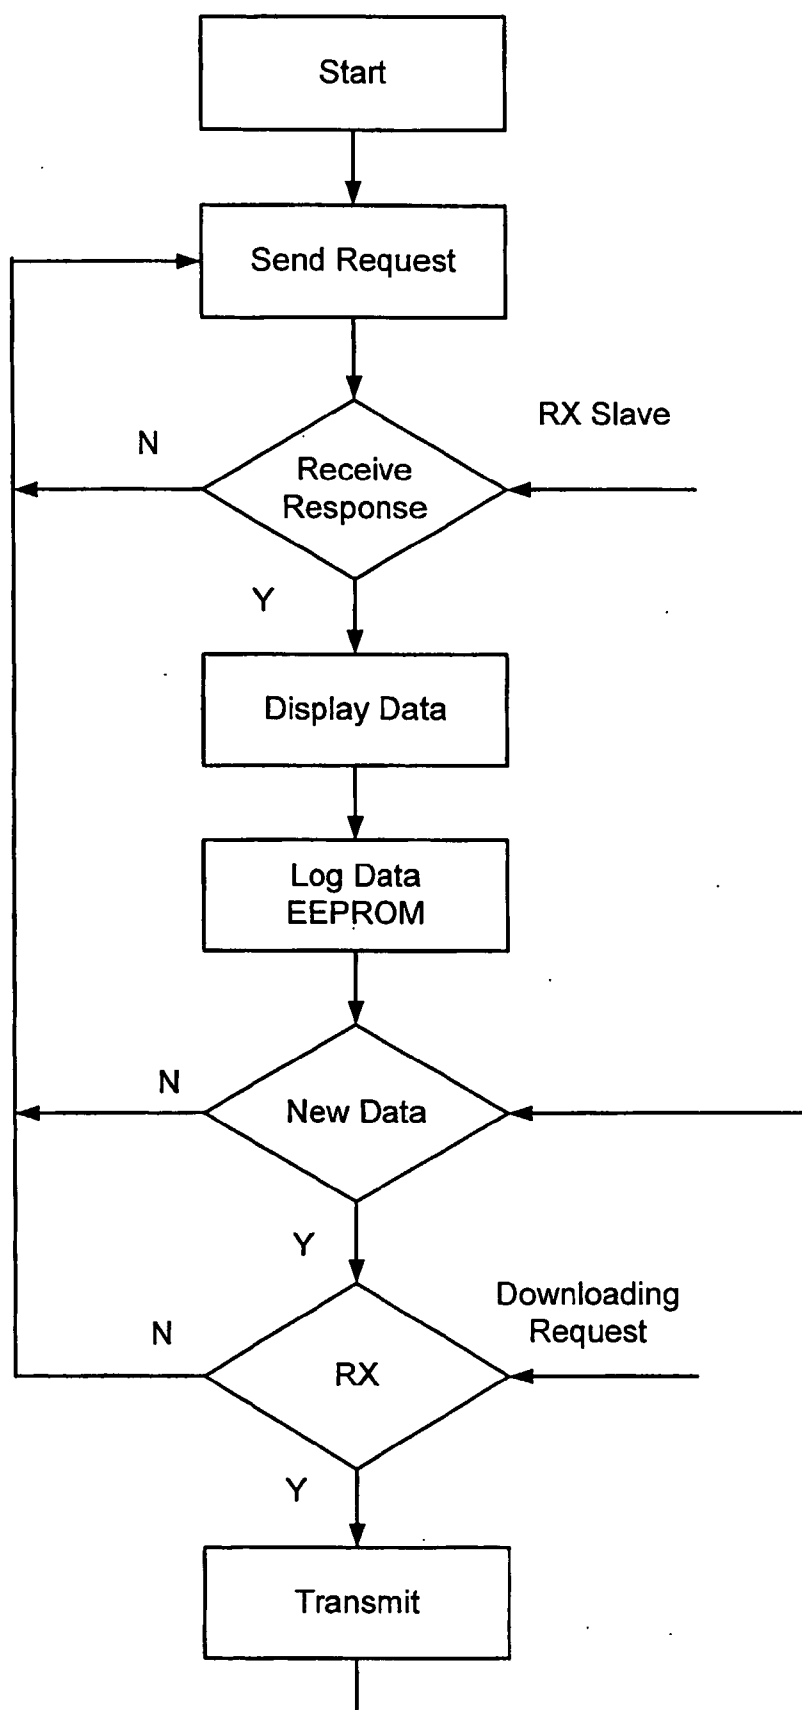 Start
Send Request
RX Slave
N
Receive
Response
Y
Display Data
Log Data
EEPROM
N
New Data
Y
Downloading
Request
N
RX
Y
Transmit